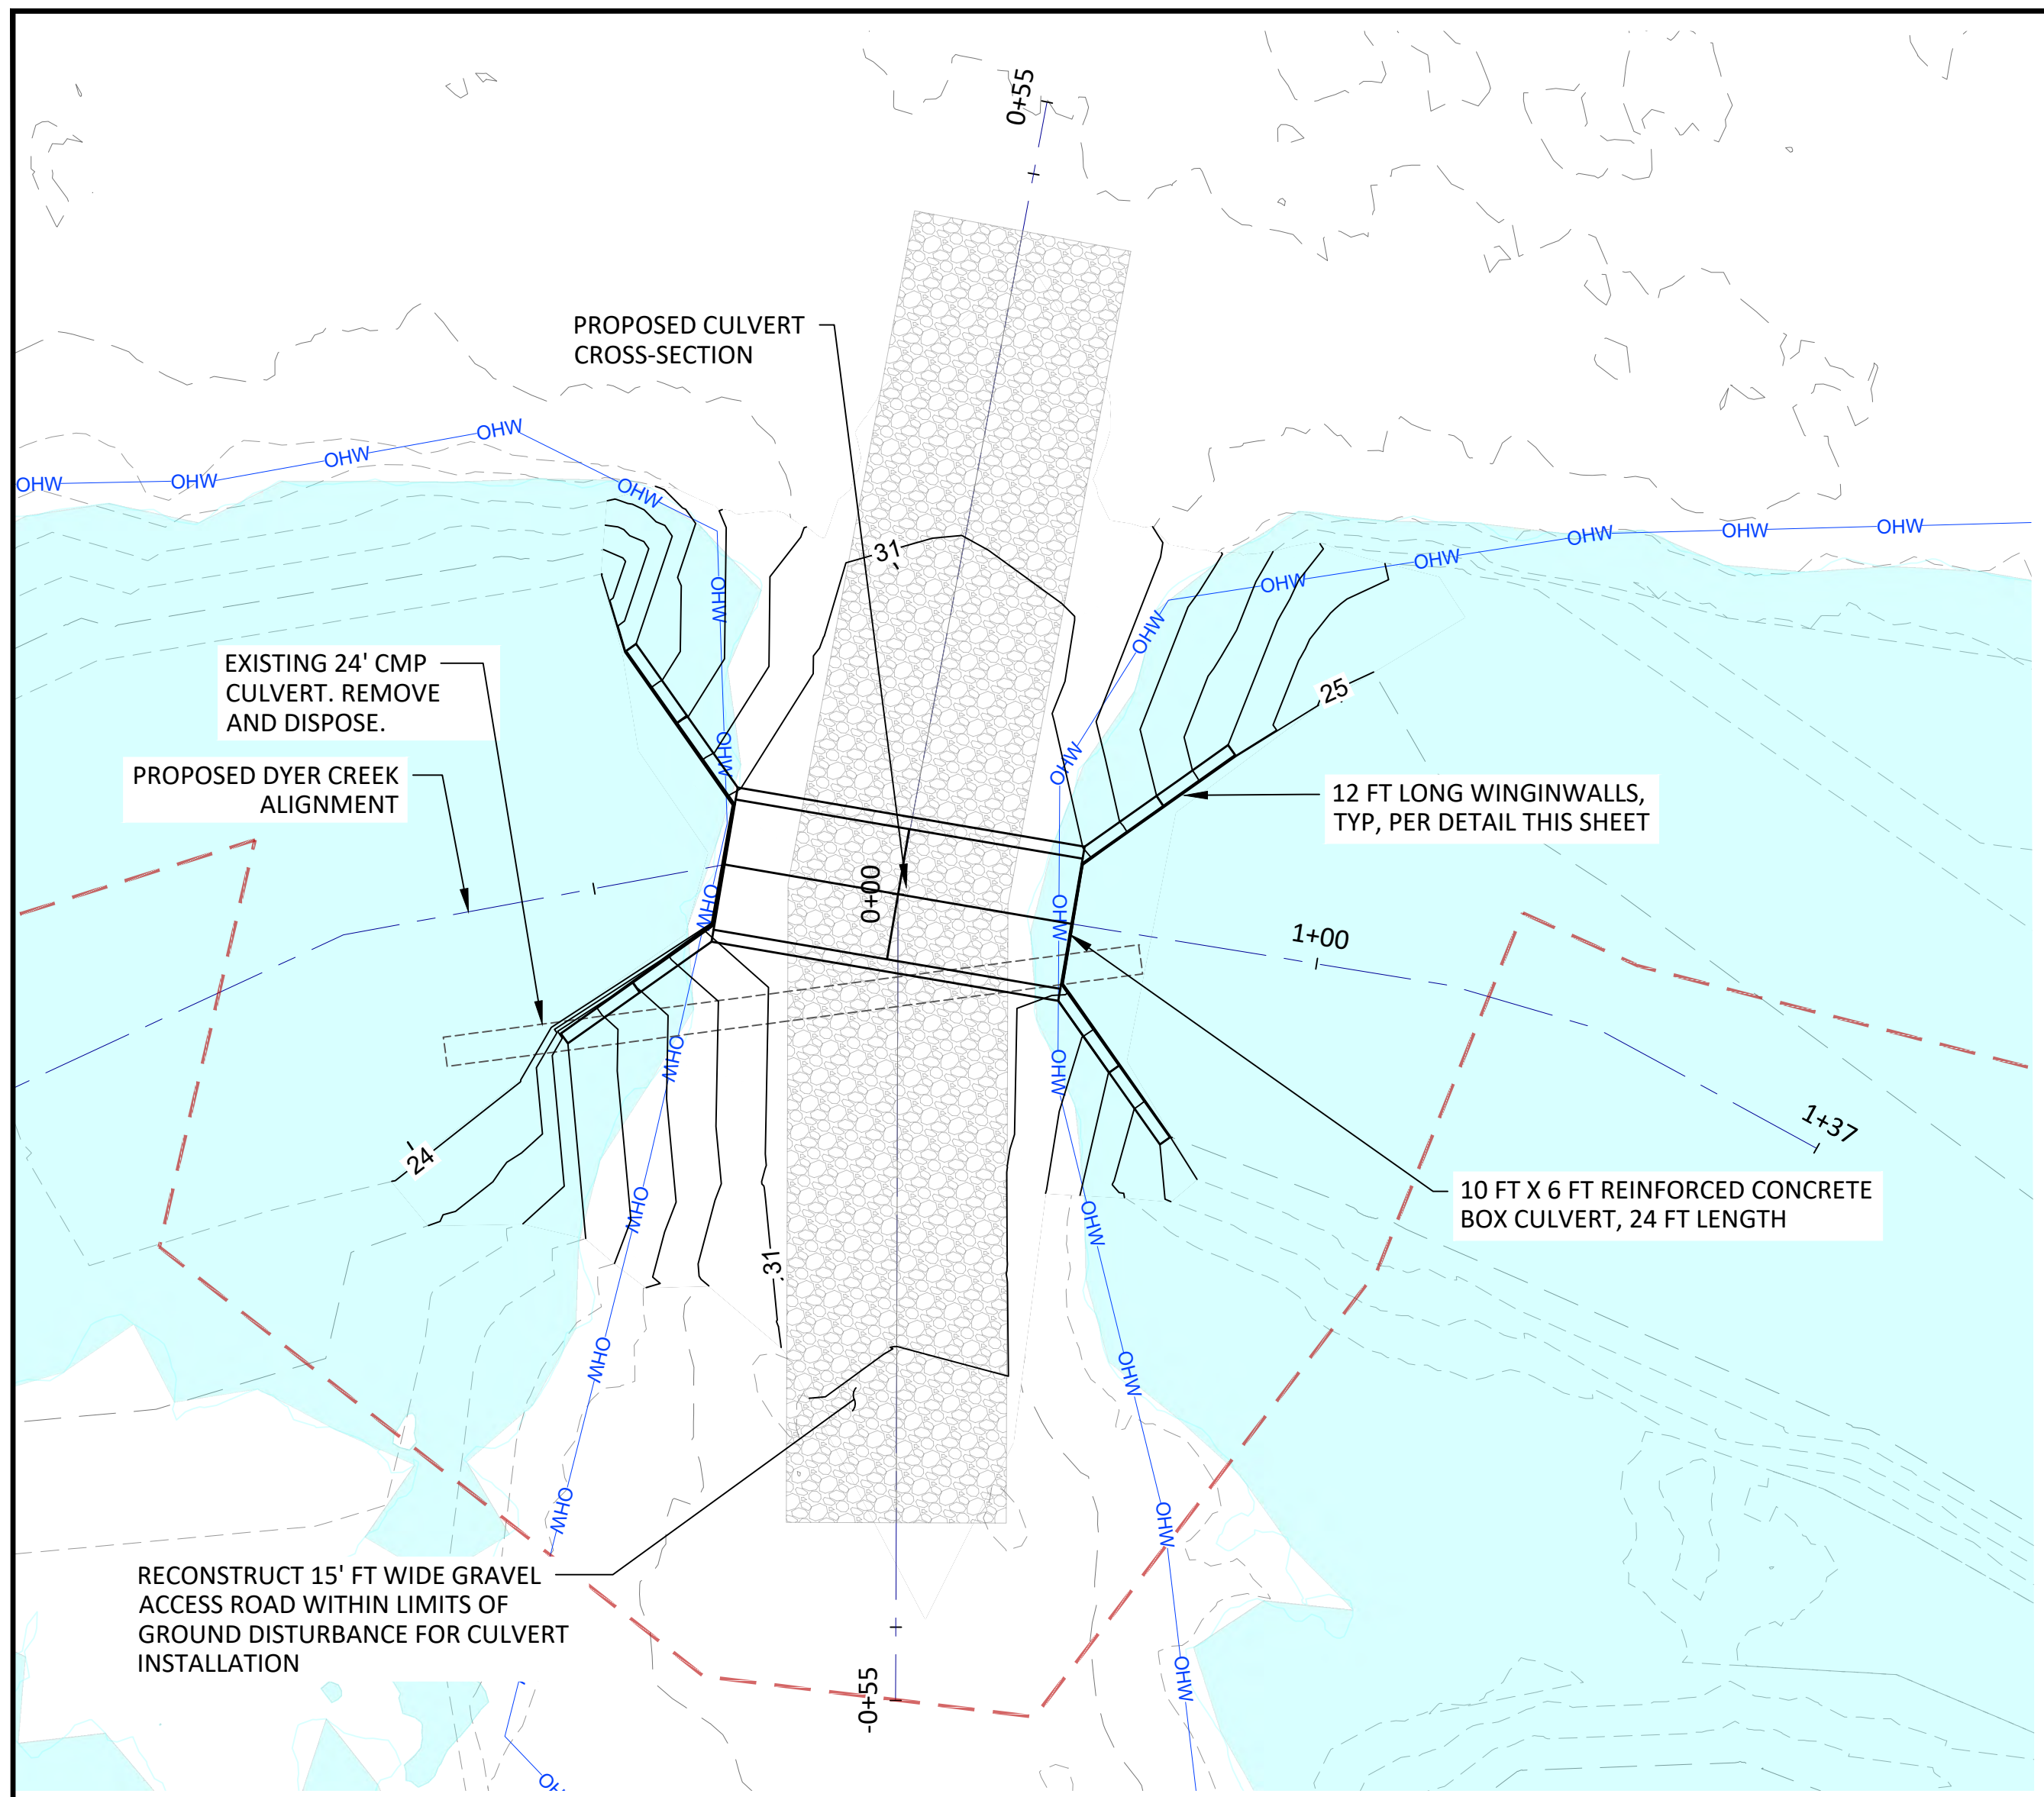 0+55
PROPOSED CULVERT
CROSS-SECTION
OHW
OHW
OHW
OHW
OHW
OHW
OHW
OHW
OHW
OHW
OHW
OHW
OHW
31
OHW
OHW
EXISTING 24' CMP
CULVERT. REMOVE
AND DISPOSE.
25
PROPOSED DYER CREEK
ALIGNMENT
12 FT LONG WINGINWALLS,
TYP, PER DETAIL THIS SHEET
0+00
OHW
OHW
1+00
OHW
OHW
1+37
24
10 FT X 6 FT REINFORCED CONCRETE
BOX CULVERT, 24 FT LENGTH
OHW
OHW
31
OHW
OHW
OHW
OHW
RECONSTRUCT 15' FT WIDE GRAVEL
ACCESS ROAD WITHIN LIMITS OF
GROUND DISTURBANCE FOR CULVERT
INSTALLATION
OHW
-0+55